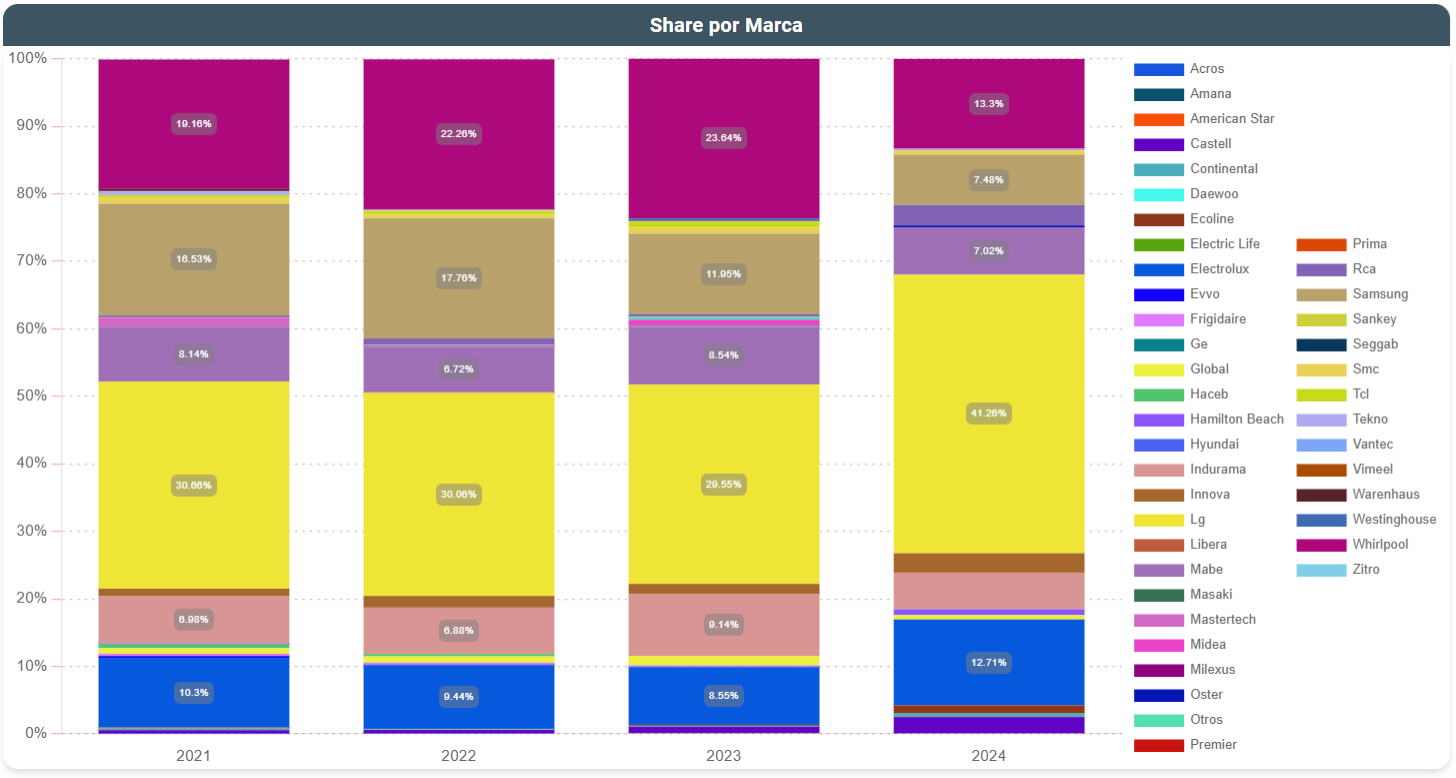 Share por Marca
100%
90%
80%
70%
60%
50%
40%
30%
20%
10%
0%
19.16%
16.53%
8.14%
30.66%
6.98%
10.3%
22.26%
17.76%
6.72%
30.06%
6.88%
9.44%
23.64%
11.95%
8.54%
29.55%
9.14%
8.55%
13.3%
7.48%
7.02%
41.26%
12.71%
2021
2022
2023
2024
Acros
Amana
American Star
Castell
Continental
Daewoo
Ecoline
Electric Life
Electrolux
Evvo
Frigidaire
Ge
Global
Haceb
Hamilton Beach
Hyundai
Indurama
Innova
Lg
Libera
Mabe
Masaki
Mastertech
Midea
Milexus
Oster
Otros
Premier
Prima
Rca
Samsung
Sankey
Seggab
Smc
Tcl
Tekno
Vantec
Vimeel
Warenhaus
Westinghouse
Whirlpool
Zitro